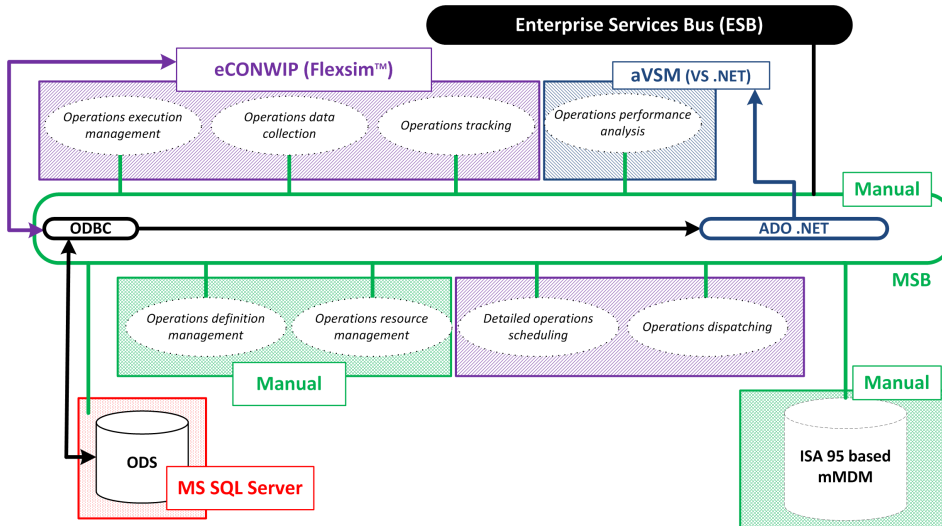 Enterprise Services Bus (ESB)
eCONWIP (Flexsim™)
aVSM (VS .NET)
Operations execution
management
Operations data
collection
Operations tracking
Operations performance
analysis
Manual
ODBC
ADO .NET
MSB
Operations definition
management
Operations resource
management
Detailed operations
scheduling
Operations dispatching
Manual
Manual
ODS
MS SQL Server
ISA 95 based
mMDM